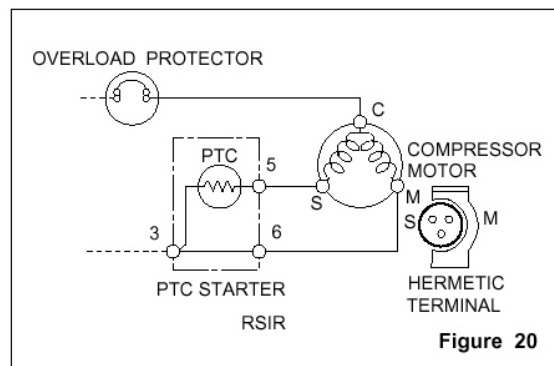 OVERLOAD PROTECTOR
C
PTC
5
COMPRESSOR
MOTOR
S
M
S
M
3
6
PTC STARTER
HERMETIC
TERMINAL
RSIR
Figure 20